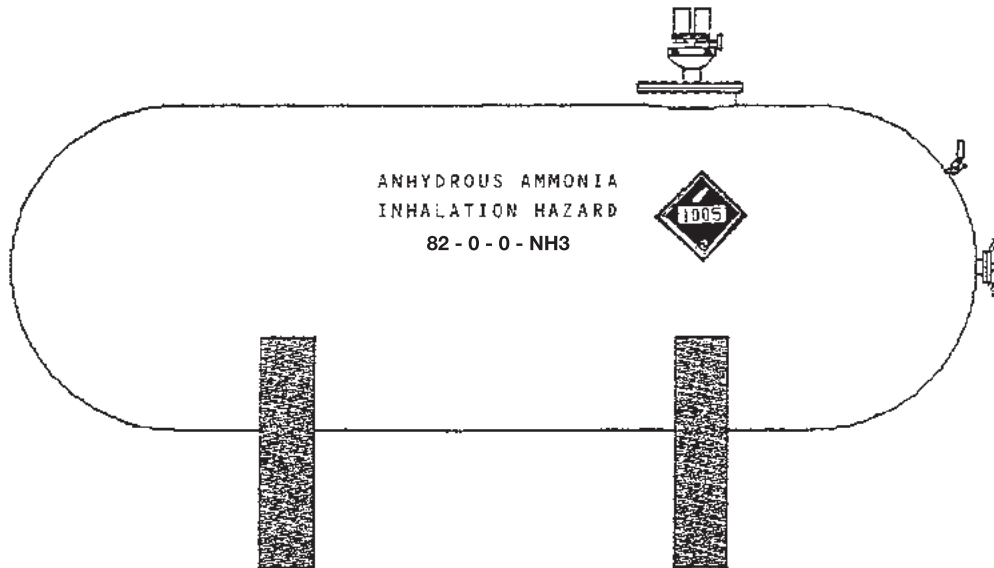 ANHYDROUS AMMONIA
INHALATION HAZARD
82 - 0 - 0 - NH3
1005